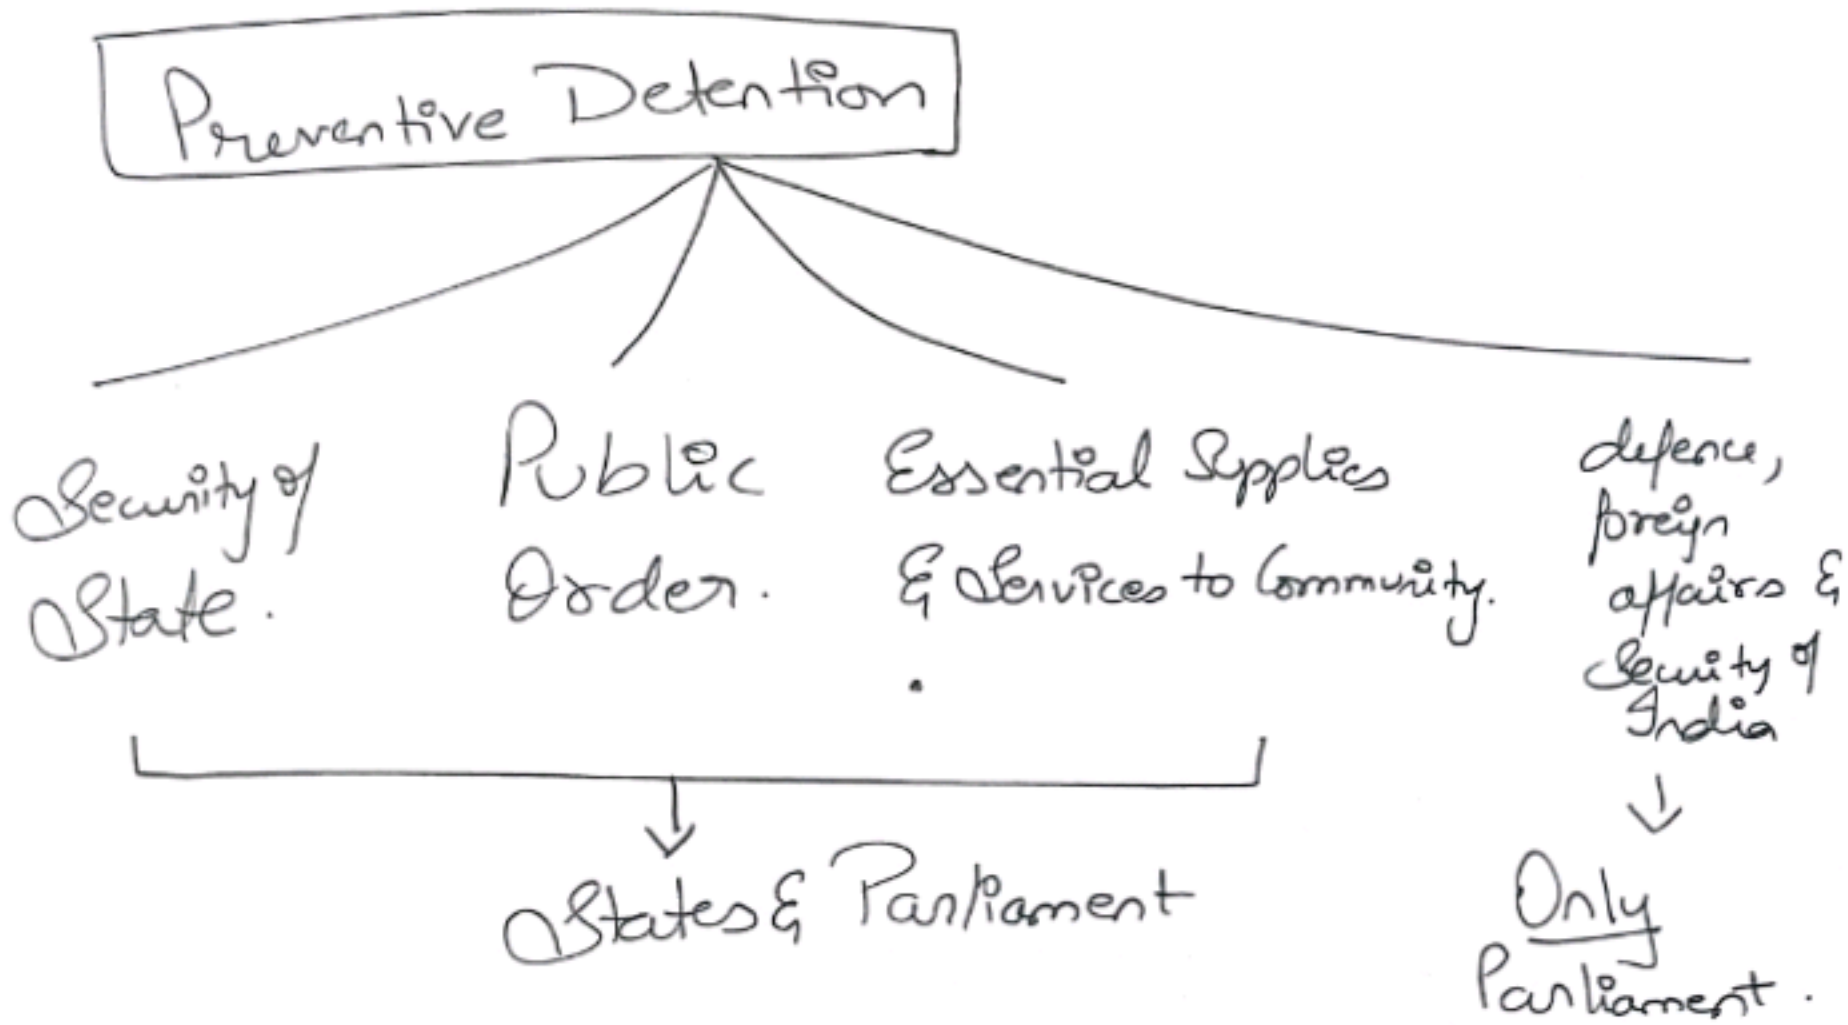 Preventive Detention
Security of
State.
Public
Order.
Essential Supplies
& Services to Community.
defence,
foreign
affairs &
Security of
India
States & Parliament
Only
Parliament.